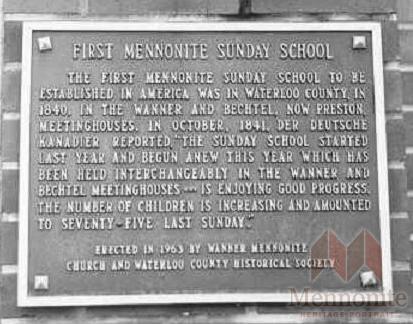 FIRST MENNONITE SUNDAY SCHOOL
THE FIRST MENNONITE SUNDAY SCHOOL TO BE
ESTABLISHED IN AMERICA WAS IN WATERLOO COUNTY, IN
1840, IN THE WANNER AND BECHTEL, NOW PRESTON,
MEETINGHOUSES. IN OCTOBER, 1841, DER DEUTSCHE
KANADIER REPORTED, "THE SUNDAY SCHOOL STARTED
LAST YEAR AND BEGUN ANEW THIS YEAR WHICH HAS
BEEN HELD INTERCHANGEABLY IN THE WANNER AND
BECHTEL MEETINGHOUSES --- IS ENJOYING GOOD PROGRESS.
THE NUMBER OF CHILDREN IS INCREASING AND AMOUNTED
TO SEVENTY-FIVE LAST SUNDAY."
ERECTED IN 1963 BY WANNER MENNONITE
CHURCH AND WATERLOO COUNTY HISTORICAL SOCIETY
Mennonite
HERITAGE PORTRAIT